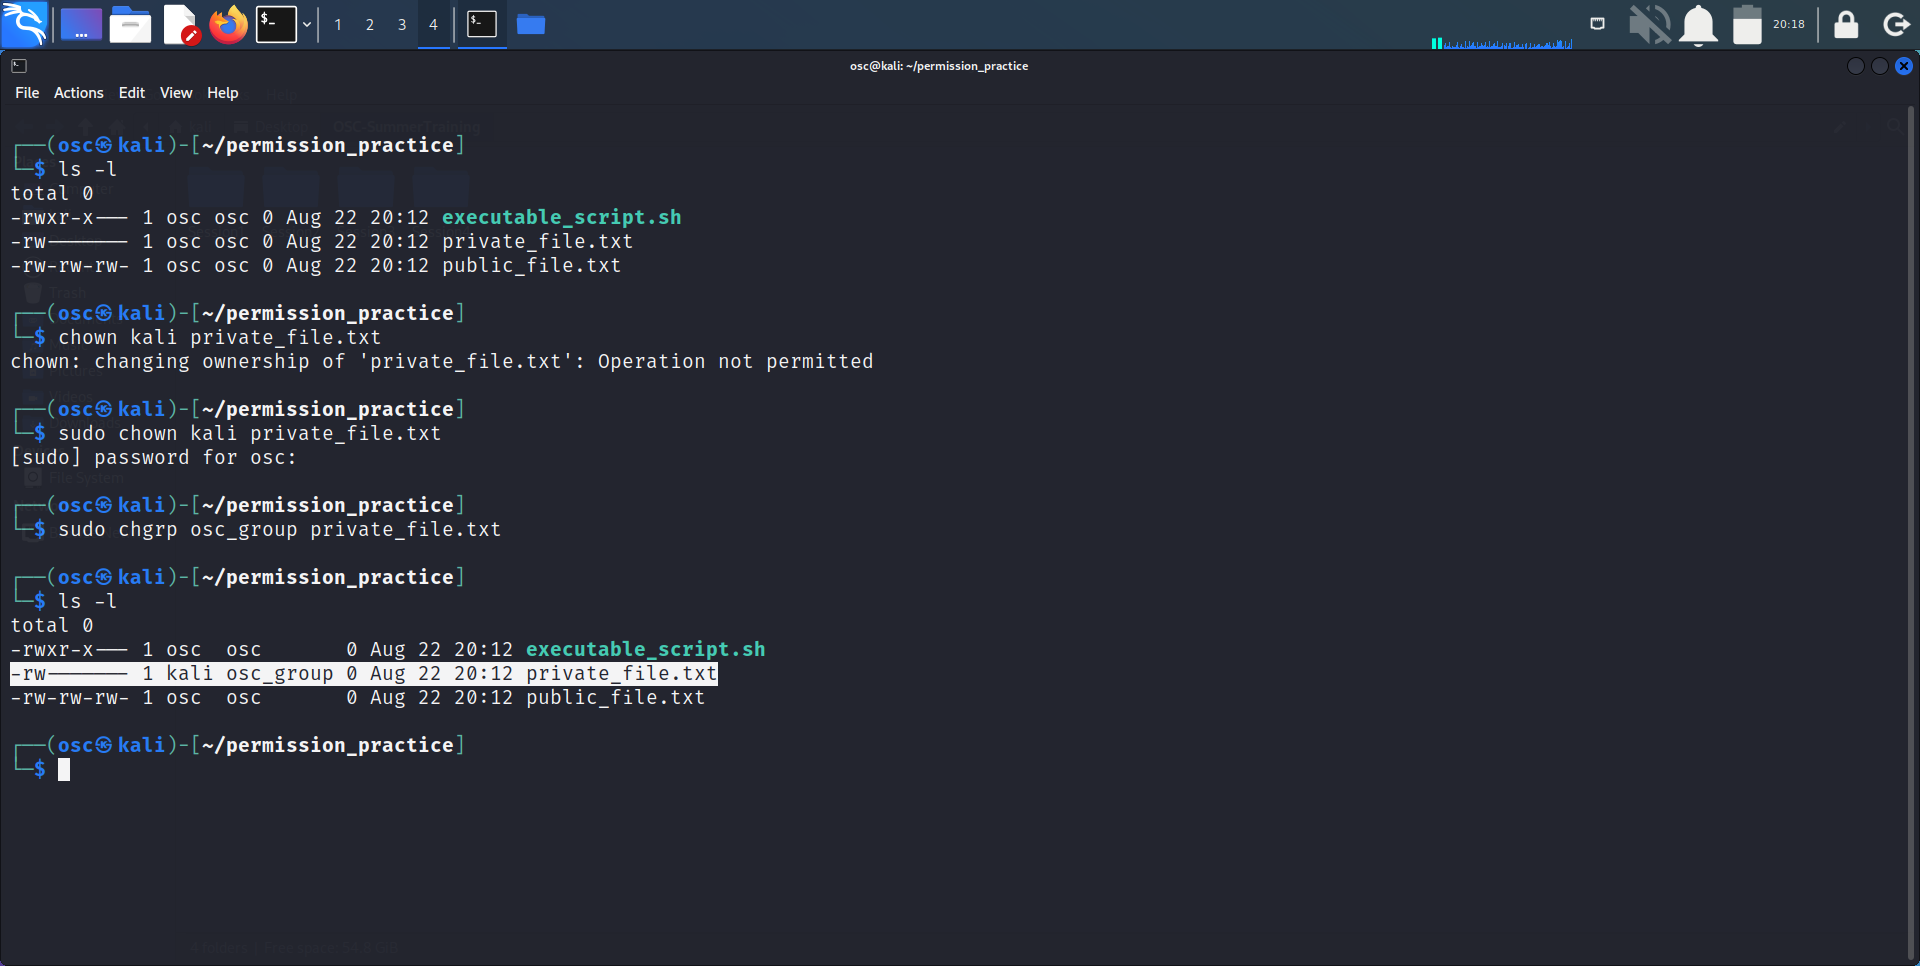 $_
1 2 3 4
$_
20:18
osc@kali: ~/permission_practice
File Actions Edit View Help
┌──(osc㉿kali)-[~/permission_practice]
└─$ ls -l
total 0
-rwxr-x--- 1 osc osc 0 Aug 22 20:12 executable_script.sh
-rw------- 1 osc osc 0 Aug 22 20:12 private_file.txt
-rw-rw-rw- 1 osc osc 0 Aug 22 20:12 public_file.txt
┌──(osc㉿kali)-[~/permission_practice]
└─$ chown kali private_file.txt
chown: changing ownership of 'private_file.txt': Operation not permitted
┌──(osc㉿kali)-[~/permission_practice]
└─$ sudo chown kali private_file.txt
[sudo] password for osc:
┌──(osc㉿kali)-[~/permission_practice]
└─$ sudo chgrp osc_group private_file.txt
┌──(osc㉿kali)-[~/permission_practice]
└─$ ls -l
total 0
-rwxr-x--- 1 osc  osc       0 Aug 22 20:12 executable_script.sh
-rw------- 1 kali osc_group 0 Aug 22 20:12 private_file.txt
-rw-rw-rw- 1 osc  osc       0 Aug 22 20:12 public_file.txt
┌──(osc㉿kali)-[~/permission_practice]
└─$